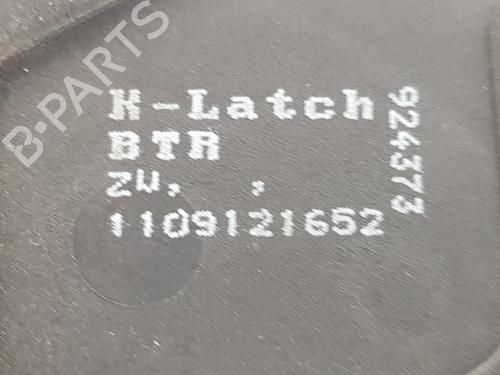 K-Latch
BTR
ZW,   ,
1109121652
924373
B-PARTS